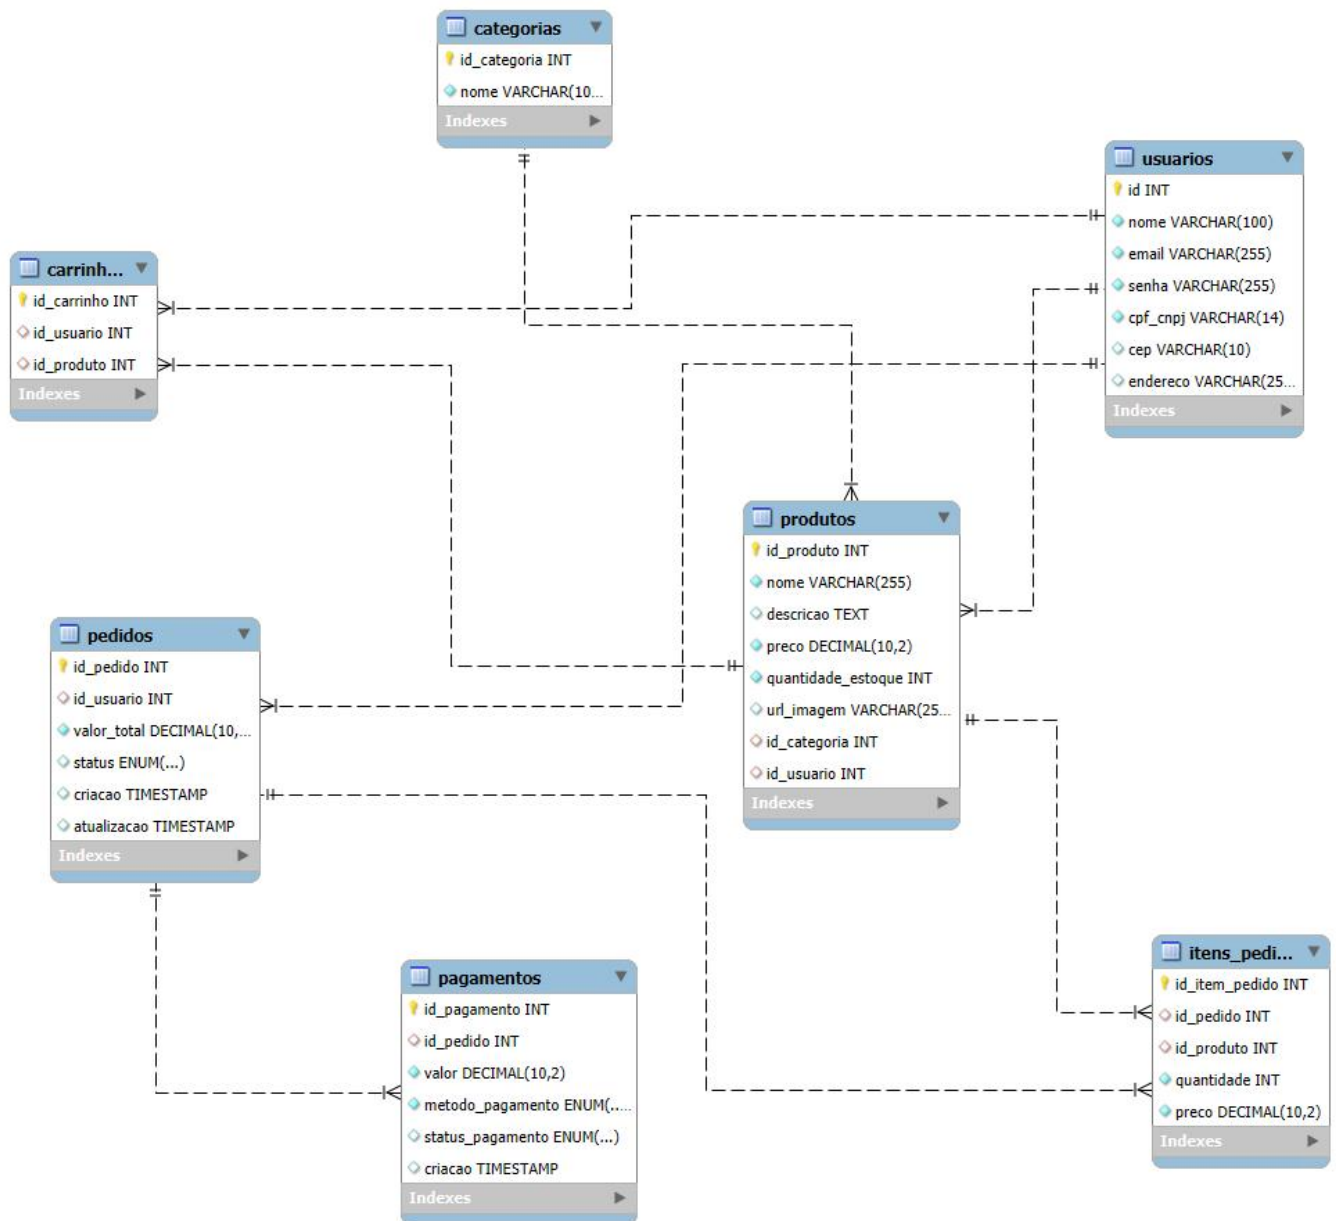 categorias
id_categoria INT
nome VARCHAR(10...
Indexes
usuarios
id INT
nome VARCHAR(100)
email VARCHAR(255)
senha VARCHAR(255)
cpf_cnpj VARCHAR(14)
cep VARCHAR(10)
endereco VARCHAR(25...
Indexes
carrinh...
id_carrinho INT
id_usuario INT
id_produto INT
Indexes
produtos
id_produto INT
nome VARCHAR(255)
descricao TEXT
preco DECIMAL(10,2)
quantidade_estoque INT
url_imagem VARCHAR(25...
id_categoria INT
id_usuario INT
Indexes
pedidos
id_pedido INT
id_usuario INT
valor_total DECIMAL(10,...
status ENUM(...)
criacao TIMESTAMP
atualizacao TIMESTAMP
Indexes
pagamentos
id_pagamento INT
id_pedido INT
valor DECIMAL(10,2)
metodo_pagamento ENUM(...
status_pagamento ENUM(...)
criacao TIMESTAMP
Indexes
itens_pedi...
id_item_pedido INT
id_pedido INT
id_produto INT
quantidade INT
preco DECIMAL(10,2)
Indexes